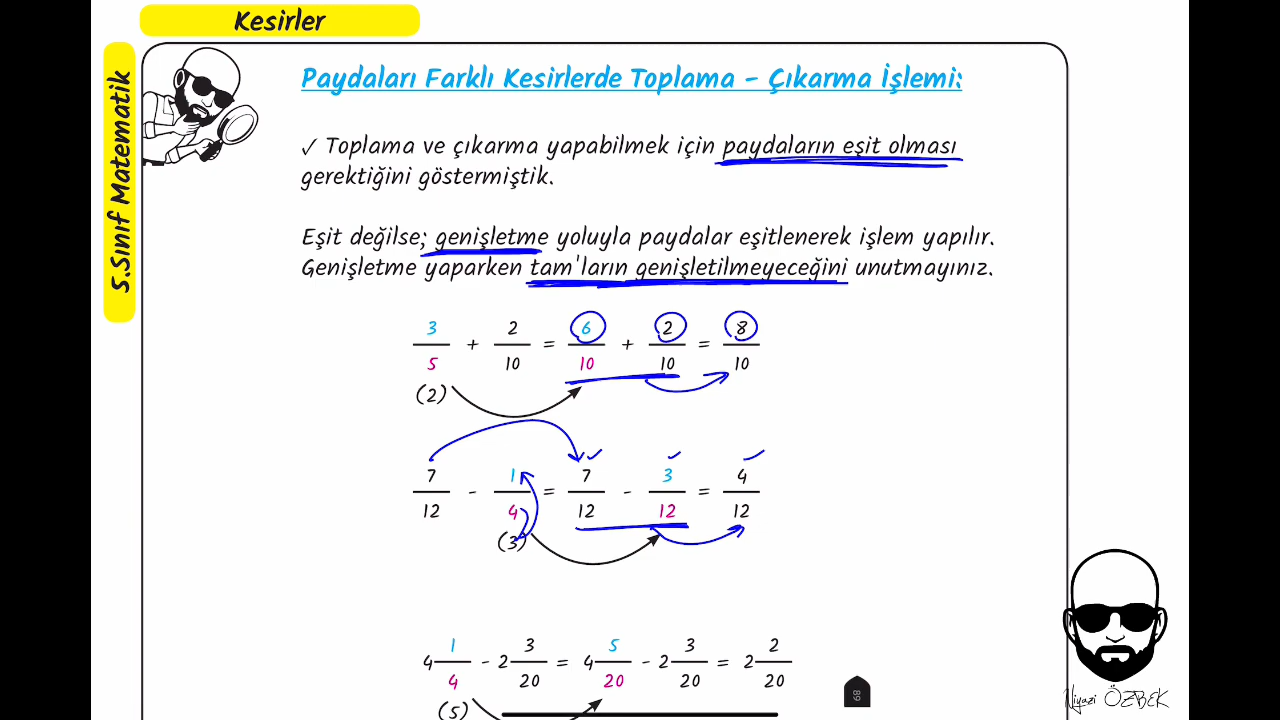 Kesirler
5.Sınıf Matematik
Paydaları Farklı Kesirlerde Toplama - Çıkarma İşlemi:
✓ Toplama ve çıkarma yapabilmek için paydaların eşit olması
gerektiğini göstermiştik.
Eşit değilse; genişletme yoluyla paydalar eşitlenerek işlem yapılır.
Genişletme yaparken tam'ların genişletilmeyeceğini unutmayınız.
3/5 + 2/10 = 6/10 + 2/10 = 8/10
(2)
7/12 - 1/4 = 7/12 - 3/12 = 4/12
(3)
4 1/4 - 2 3/20 = 4 5/20 - 2 3/20 = 2 2/20
(5)
89
Niyazi ÖZBEK